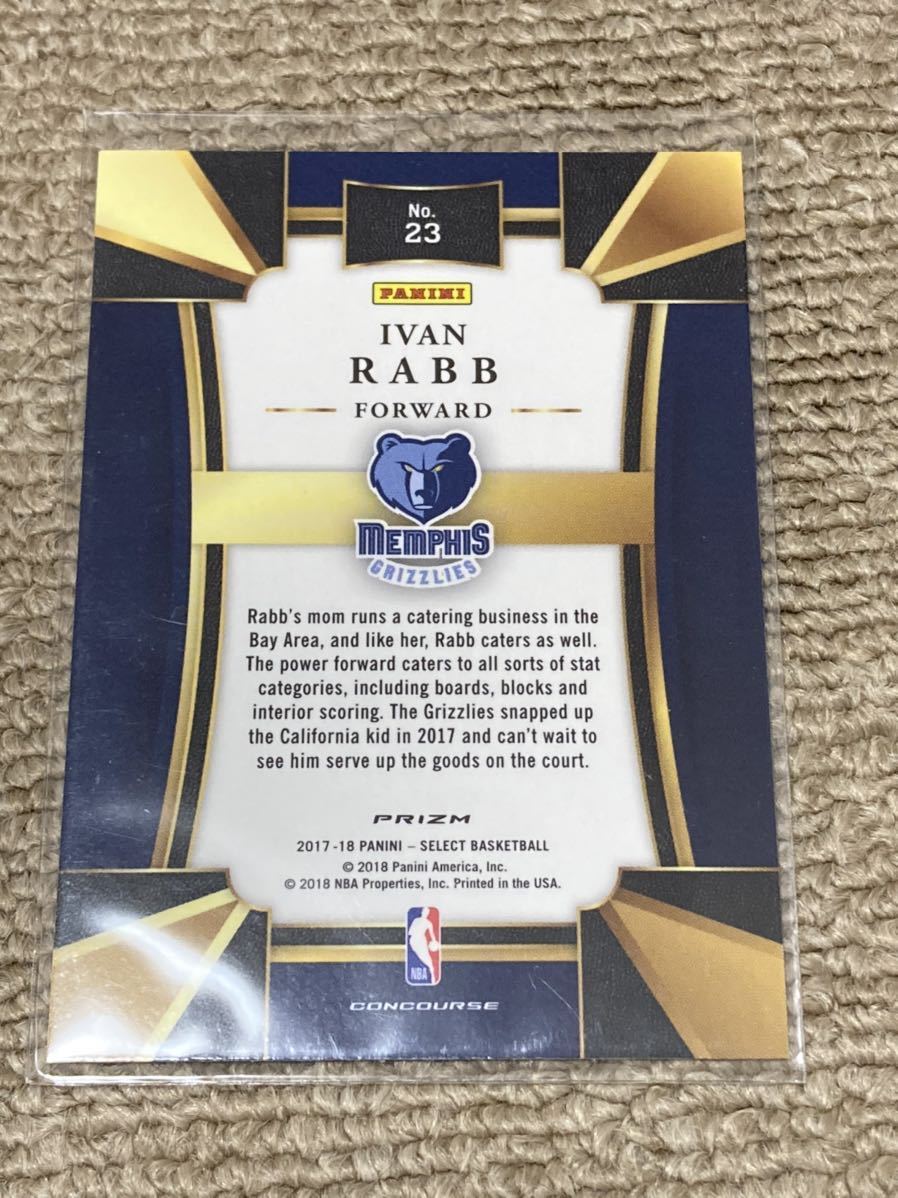 No.
23
PANINI
IVAN
RABB
FORWARD
MEMPHIS
GRIZZLIES
Rabb's mom runs a catering business in the
Bay Area, and like her, Rabb caters as well.
The power forward caters to all sorts of stat
categories, including boards, blocks and
interior scoring. The Grizzlies snapped up
the California kid in 2017 and can't wait to
see him serve up the goods on the court.
PRIZM
2017-18 PANINI – SELECT BASKETBALL
© 2018 Panini America, Inc.
© 2018 NBA Properties, Inc. Printed in the USA.
NBA
CONCOURSE